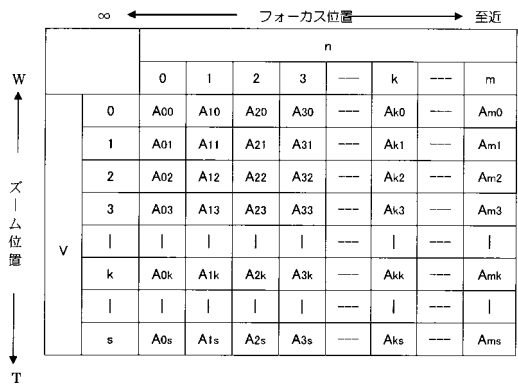 ∞ フォーカス位置 至近
n
W 0 1 2 3 --- k --- m
0 A00 A10 A20 A30 --- Ak0 --- Am0
1 A01 A11 A21 A31 --- Ak1 --- Am1
2 A02 A12 A22 A32 --- Ak2 --- Am2
3 A03 A13 A23 A33 --- Ak3 --- Am3
ズーム位置
V | | | | | --- | --- |
k A0k A1k A2k A3k --- Akk --- Amk
| | | | | --- | --- |
s A0s A1s A2s A3s --- Aks --- Ams
T